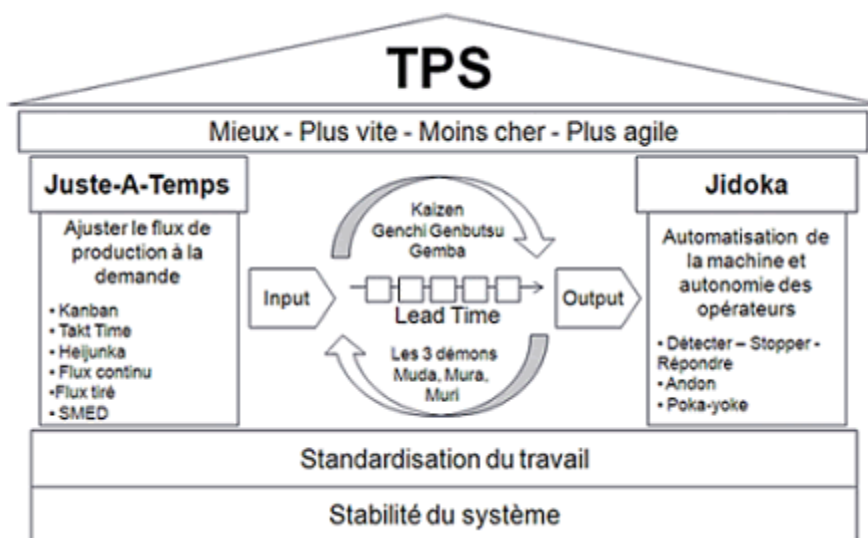 TPS
Mieux - Plus vite - Moins cher - Plus agile
Juste-A-Temps
Ajuster le flux de
production à la
demande
• Kanban
• Takt Time
• Heijunka
• Flux continu
•Flux tiré
• SMED
Input
Kaizen
Genchi Genbutsu
Gemba
Lead Time
Les 3 démons
Muda, Mura,
Muri
Output
Jidoka
Automatisation de
la machine et
autonomie des
opérateurs
• Détecter – Stopper -
Répondre
• Andon
• Poka-yoke
Standardisation du travail
Stabilité du système